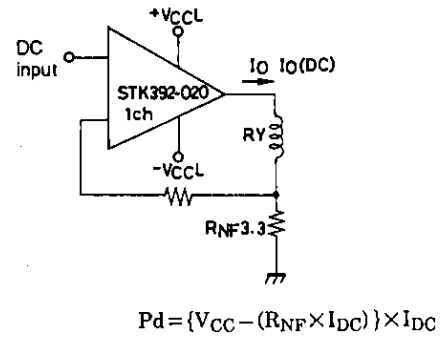 +VCCL
DC
input
IO IO(DC)
STK392-020
1ch
RY
-VCCL
RNF3.3
Pd={VCC-(RNF×IDC)}×IDC